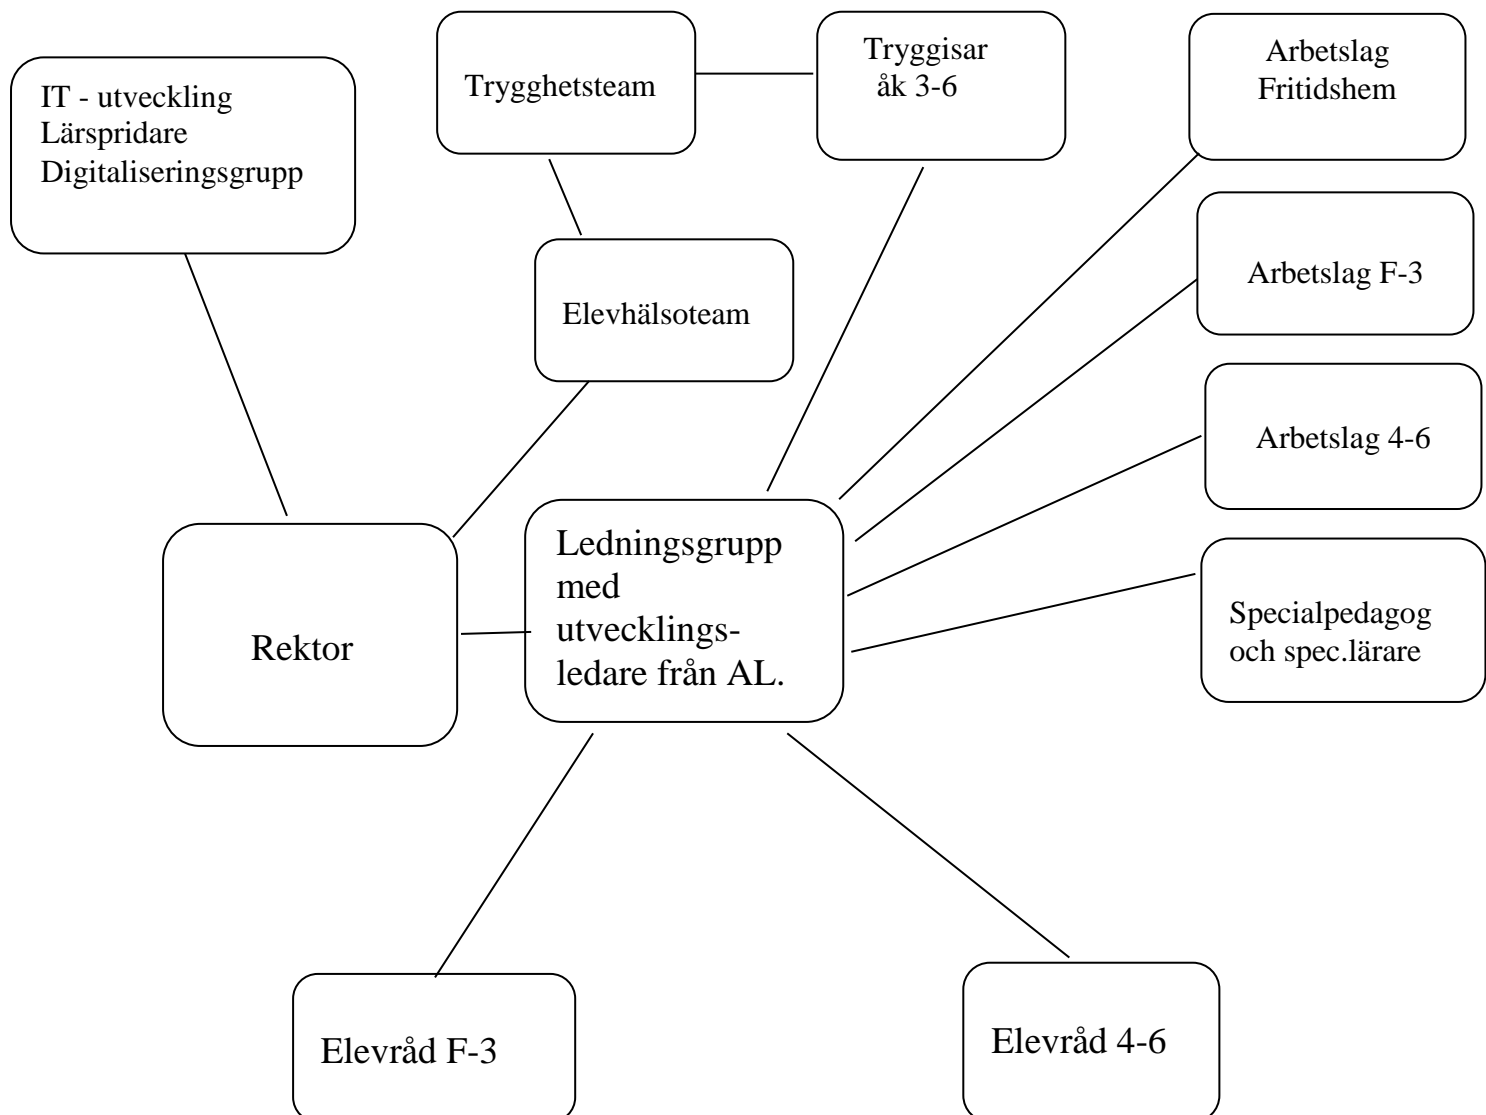 IT - utveckling
Lärspridare
Digitaliseringsgrupp
Trygghetsteam
Tryggisar
åk 3-6
Arbetslag
Fritidshem
Arbetslag F-3
Elevhälsoteam
Arbetslag 4-6
Rektor
Ledningsgrupp
med
utvecklings-
ledare från AL.
Specialpedagog
och spec.lärare
Elevråd F-3
Elevråd 4-6